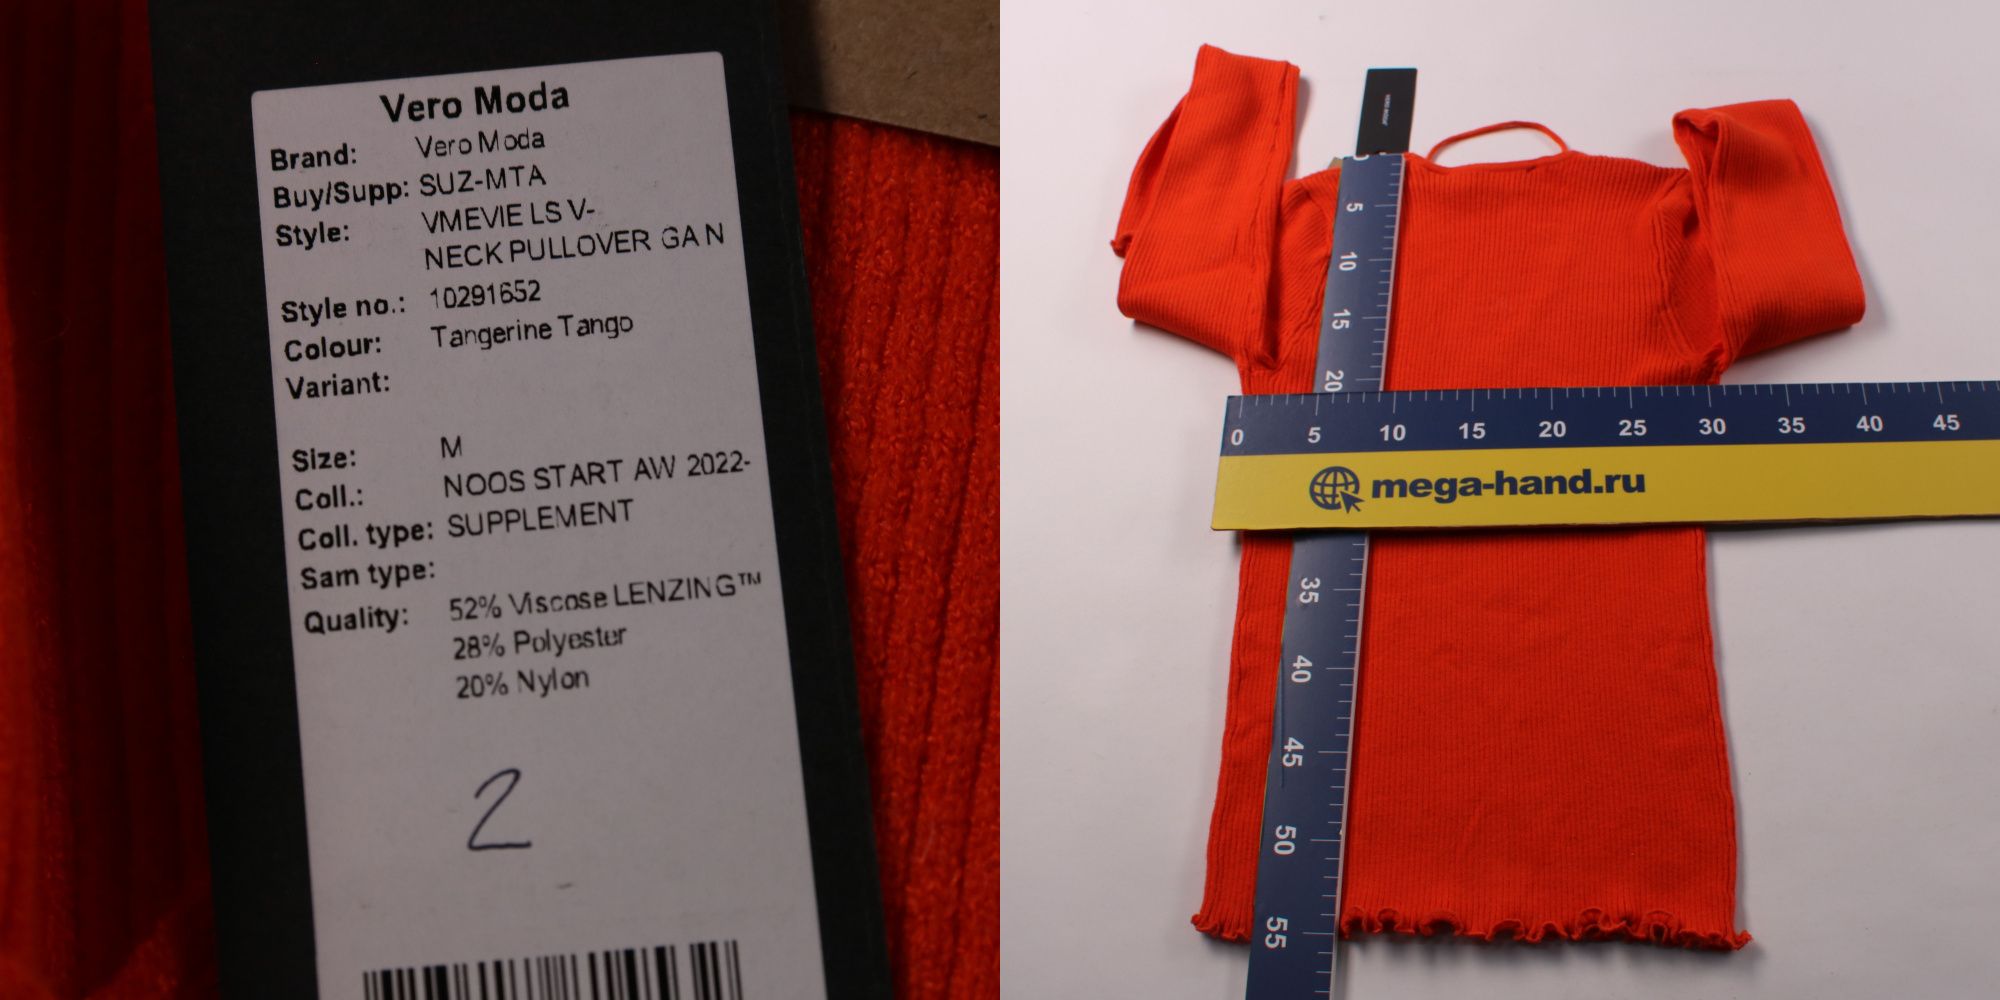 Vero Moda
Brand: Vero Moda
Buy/Supp: SUZ-MTA
Style: VMEVIE LS V-
NECK PULLOVER GA N
Style no.: 10291652
Colour: Tangerine Tango
Variant:
Size: M
Coll.: NOOS START AW 2022-
Coll. type: SUPPLEMENT
Sam type:
Quality: 52% Viscose LENZING™
28% Polyester
20% Nylon
2
VERO MODA
0
5
10
15
20
0 5 10 15 20 25 30 35 40 45
mega-hand.ru
35
40
45
50
55